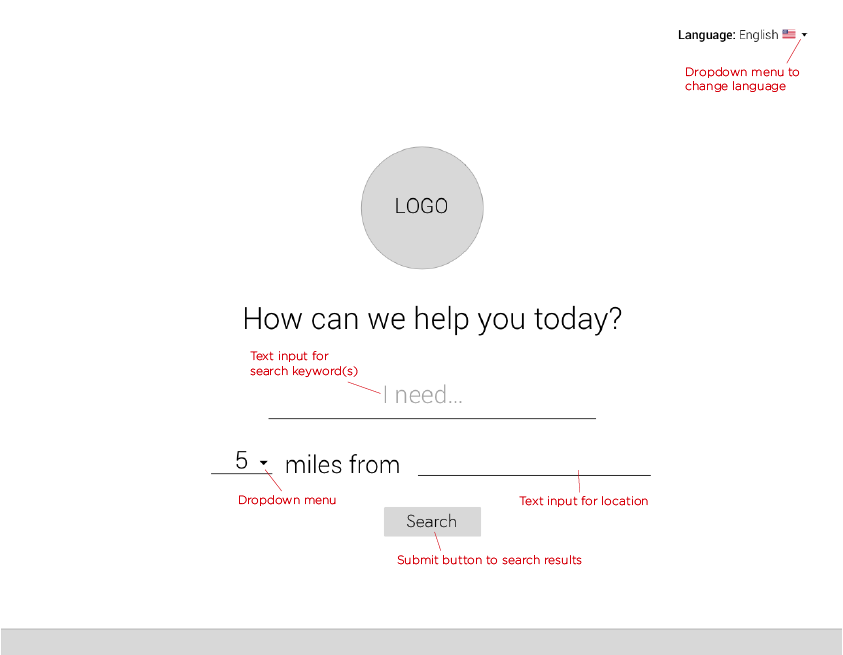 Language: English
Dropdown menu to
change language
LOGO
How can we help you today?
Text input for
search keyword(s)
I need...
5 miles from
Dropdown menu
Text input for location
Search
Submit button to search results